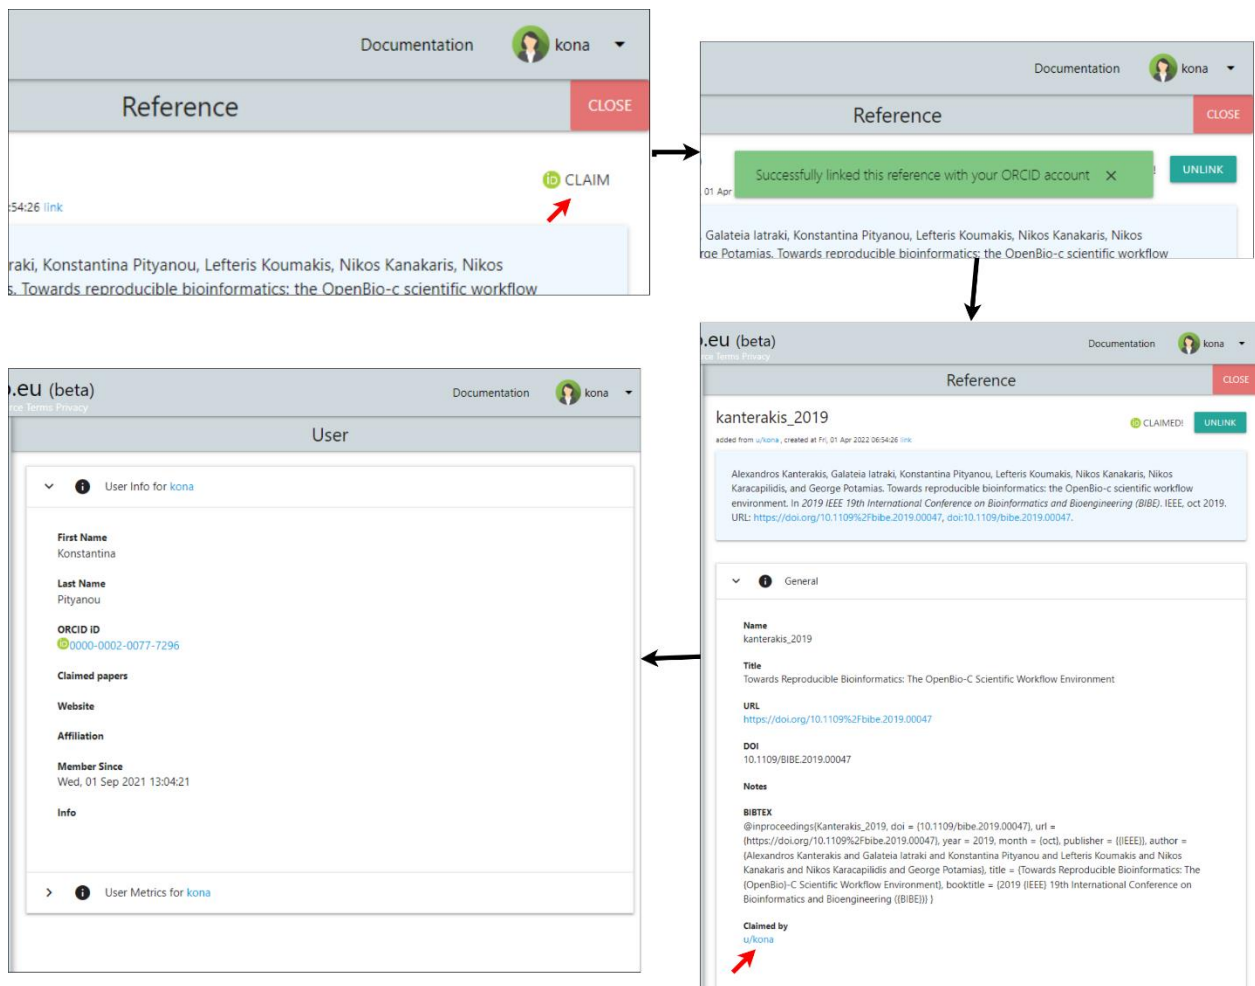 Documentation kona
Reference CLOSE
CLAIM
:54:26 link
raki, Konstantina Pityanou, Lefteris Koumakis, Nikos Kanakaris, Nikos
s. Towards reproducible bioinformatics: the OpenBio-c scientific workflow
Documentation kona
Reference CLOSE
Successfully linked this reference with your ORCID account × ! UNLINK
, 01 Apr
, Galateia Iatraki, Konstantina Pityanou, Lefteris Koumakis, Nikos Kanakaris, Nikos
rge Potamias. Towards reproducible bioinformatics: the OpenBio-c scientific workflow
.eu (beta) Documentation kona
rce Terms Privacy
Reference CLOSE
kanterakis_2019 iD CLAIMED! UNLINK
added from u/kona , created at Fri, 01 Apr 2022 06:54:26 link
Alexandros Kanterakis, Galateia Iatraki, Konstantina Pityanou, Lefteris Koumakis, Nikos Kanakaris, Nikos
Karacapilidis, and George Potamias. Towards reproducible bioinformatics: the OpenBio-c scientific workflow
environment. In 2019 IEEE 19th International Conference on Bioinformatics and Bioengineering (BIBE). IEEE, oct 2019.
URL: https://doi.org/10.1109%2Fbibe.2019.00047, doi:10.1109/bibe.2019.00047.
General
Name
kanterakis_2019
Title
Towards Reproducible Bioinformatics: The OpenBio-C Scientific Workflow Environment
URL
https://doi.org/10.1109%2Fbibe.2019.00047
DOI
10.1109/BIBE.2019.00047
Notes
BIBTEX
@inproceedings{Kanterakis_2019, doi = {10.1109/bibe.2019.00047}, url =
{https://doi.org/10.1109%2Fbibe.2019.00047}, year = 2019, month = {oct}, publisher = {{IEEE}}, author =
{Alexandros Kanterakis and Galateia Iatraki and Konstantina Pityanou and Lefteris Koumakis and Nikos
Kanakaris and Nikos Karacapilidis and George Potamias}, title = {Towards Reproducible Bioinformatics: The
{OpenBio}-C Scientific Workflow Environment}, booktitle = {2019 {IEEE} 19th International Conference on
Bioinformatics and Bioengineering ({BIBE})} }
Claimed by
u/kona
.eu (beta) Documentation kona
rce Terms Privacy
User
User Info for kona
First Name
Konstantina
Last Name
Pityanou
ORCID iD
iD 0000-0002-0077-7296
Claimed papers
Website
Affiliation
Member Since
Wed, 01 Sep 2021 13:04:21
Info
User Metrics for kona